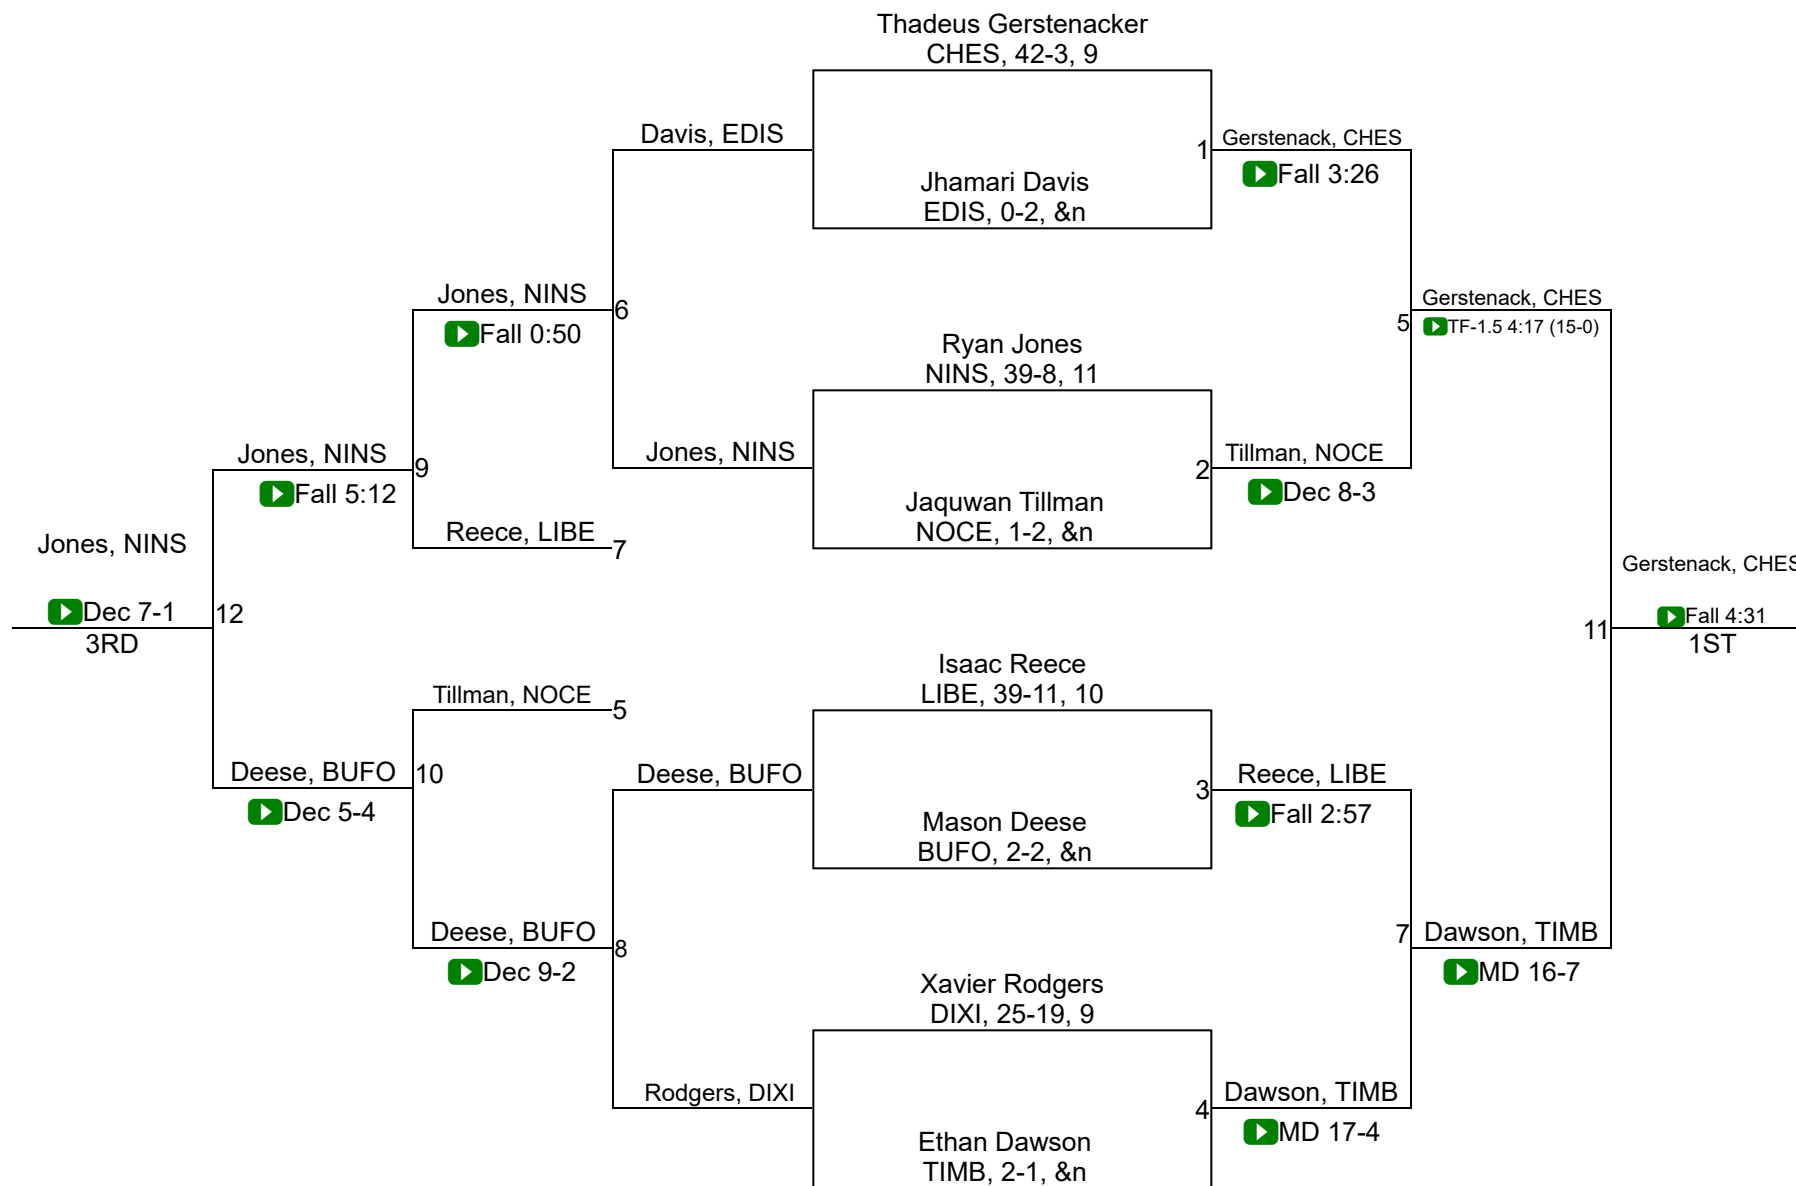 Thadeus Gerstenacker
CHES, 42-3, 9
Davis, EDIS
1
Gerstenack, CHES
Fall 3:26
Jhamari Davis
EDIS, 0-2, &n
Jones, NINS
6
Fall 0:50
Gerstenack, CHES
5
TF-1.5 4:17 (15-0)
Ryan Jones
NINS, 39-8, 11
Jones, NINS
9
Fall 5:12
Jones, NINS
2
Tillman, NOCE
Dec 8-3
Jaquwan Tillman
NOCE, 1-2, &n
Reece, LIBE
7
Jones, NINS
Dec 7-1
12
3RD
Gerstenack, CHES
11
Fall 4:31
1ST
Isaac Reece
LIBE, 39-11, 10
Tillman, NOCE
5
Deese, BUFO
10
Dec 5-4
Deese, BUFO
3
Reece, LIBE
Fall 2:57
Mason Deese
BUFO, 2-2, &n
Deese, BUFO
8
Dec 9-2
7
Dawson, TIMB
MD 16-7
Xavier Rodgers
DIXI, 25-19, 9
Rodgers, DIXI
4
Dawson, TIMB
MD 17-4
Ethan Dawson
TIMB, 2-1, &n